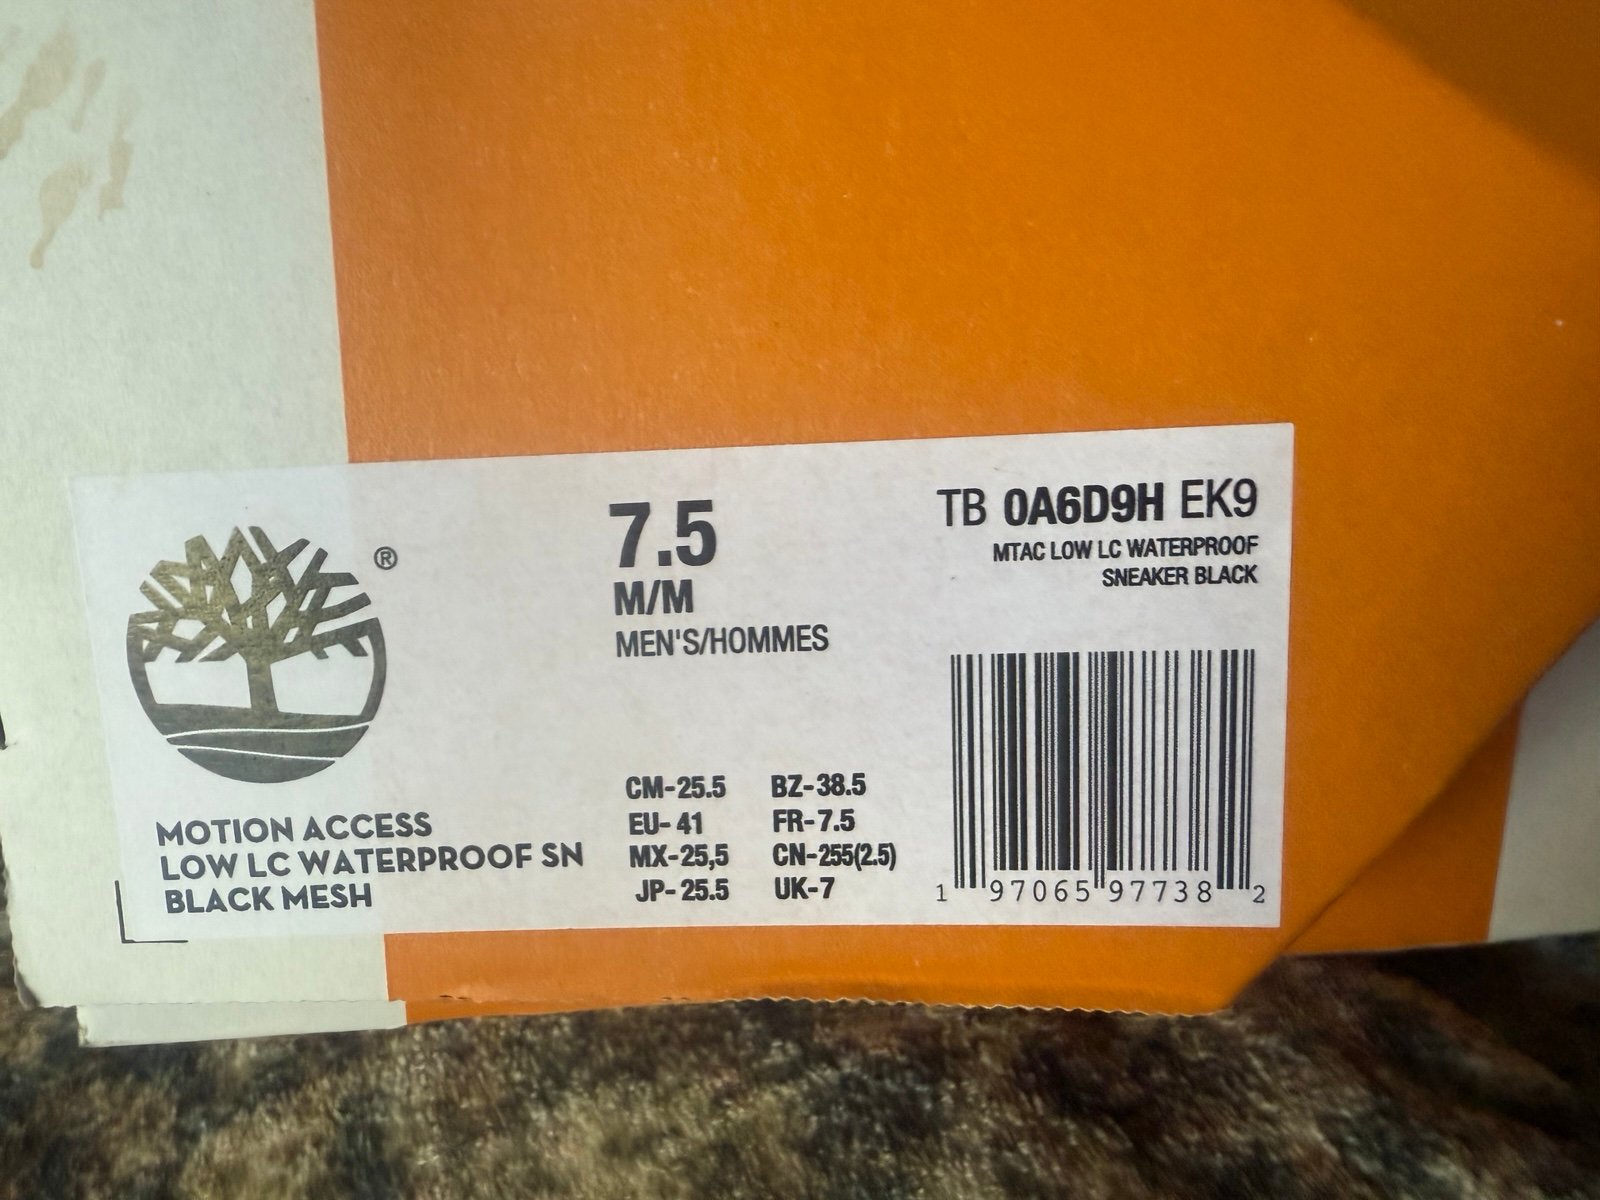 ®
MOTION ACCESS
LOW LC WATERPROOF SN
BLACK MESH
7.5
M/M
MEN'S/HOMMES
CM-25.5 BZ-38.5
EU-41 FR-7.5
MX-25,5 CN-255(2.5)
JP-25.5 UK-7
TB 0A6D9H EK9
MTAC LOW LC WATERPROOF
SNEAKER BLACK
1 97065 97738 2